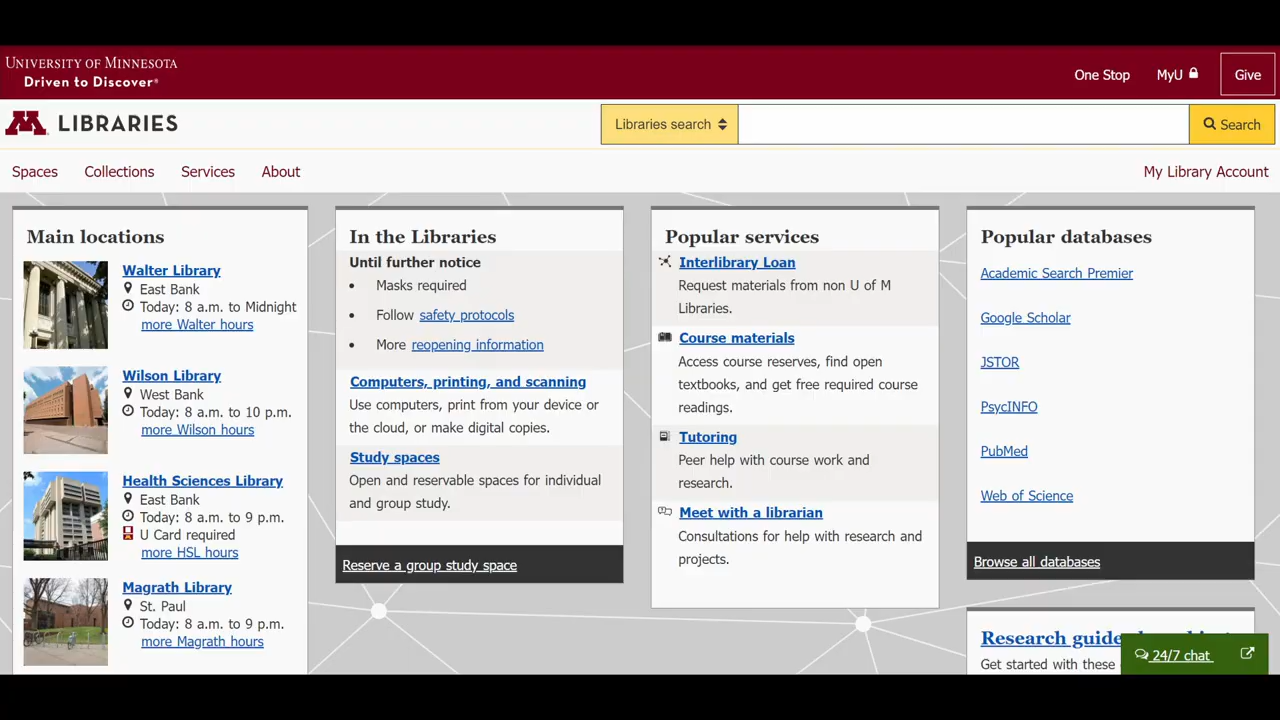 UNIVERSITY OF MINNESOTA
Driven to Discover®
One Stop
MyU
Give
LIBRARIES
Libraries search
Search
Spaces
Collections
Services
About
My Library Account
Main locations
Walter Library
East Bank
Today: 8 a.m. to Midnight
more Walter hours
Wilson Library
West Bank
Today: 8 a.m. to 10 p.m.
more Wilson hours
Health Sciences Library
East Bank
Today: 8 a.m. to 9 p.m.
U Card required
more HSL hours
Magrath Library
St. Paul
Today: 8 a.m. to 9 p.m.
more Magrath hours
In the Libraries
Until further notice
• Masks required
• Follow safety protocols
• More reopening information
Computers, printing, and scanning
Use computers, print from your device or
the cloud, or make digital copies.
Study spaces
Open and reservable spaces for individual
and group study.
Reserve a group study space
Popular services
Interlibrary Loan
Request materials from non U of M
Libraries.
Course materials
Access course reserves, find open
textbooks, and get free required course
readings.
Tutoring
Peer help with course work and
research.
Meet with a librarian
Consultations for help with research and
projects.
Popular databases
Academic Search Premier
Google Scholar
JSTOR
PsycINFO
PubMed
Web of Science
Browse all databases
Research guides
Get started with these
24/7 chat